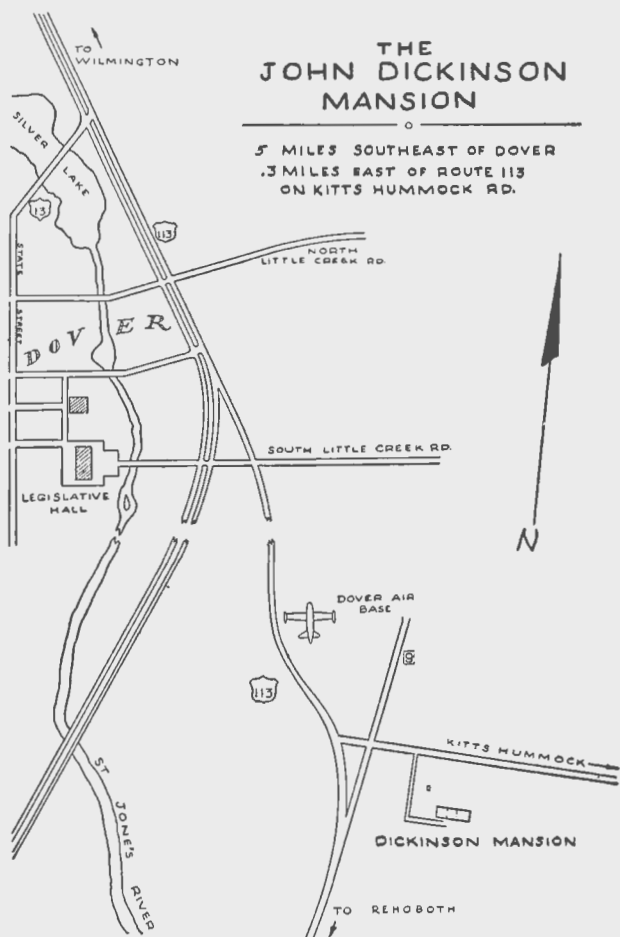 THE
JOHN DICKINSON
MANSION
5 MILES SOUTHEAST OF DOVER
.3 MILES EAST OF ROUTE 113
ON KITTS HUMMOCK RD.
TO
WILMINGTON
SILVER
LAKE
13
113
STATE
STREET
NORTH
LITTLE CREEK RD.
DOVER
SOUTH LITTLE CREEK RD.
LEGISLATIVE
HALL
N
DOVER AIR
BASE
113
KITTS HUMMOCK
ST JONE'S
RIVER
DICKINSON MANSION
TO REHOBOTH